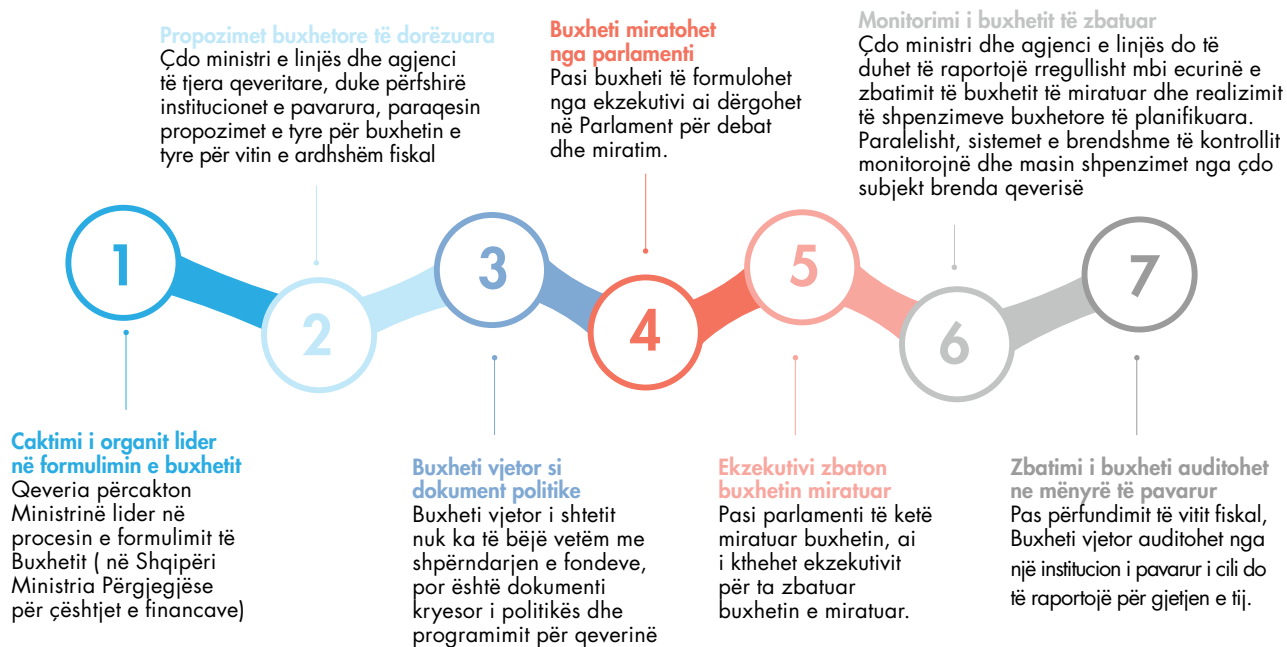 Propozimet buxhetore të dorëzuara
Çdo ministri e linjës dhe agjenci
të tjera qeveritare, duke përfshirë
institucionet e pavarura, paraqesin
propozimet e tyre për buxhetin e
tyre për vitin e ardhshëm fiskal
Buxheti miratohet
nga parlamenti
Pasi buxheti të formulohet
nga ekzekutivi ai dërgohet
në Parlament për debat
dhe miratim.
Monitorimi i buxhetit të zbatuar
Çdo ministri dhe agjenci e linjës do të
duhet të raportojë rregullisht mbi ecurinë e
zbatimit të buxhetit të miratuar dhe realizimit
të shpenzimeve buxhetore të planifikuara.
Paralelisht, sistemet e brendshme të kontrollit
monitorojnë dhe masin shpenzimet nga çdo
subjekt brenda qeverisë
1
2
3
4
5
6
7
Caktimi i organit lider
në formulimin e buxhetit
Qeveria përcakton
Ministrinë lider në
procesin e formulimit të
Buxhetit ( në Shqipëri
Ministria Përgjegjëse
për çështjet e financave)
Buxheti vjetor si
dokument politike
Buxheti vjetor i shtetit
nuk ka të bëjë vetëm me
shpërndarjen e fondeve,
por është dokumenti
kryesor i politikës dhe
programimit për qeverinë
Ekzekutivi zbaton
buxhetin miratuar
Pasi parlamenti të ketë
miratuar buxhetin, ai
i kthehet ekzekutivit
për ta zbatuar
buxhetin e miratuar.
Zbatimi i buxheti auditohet
ne mënyrë të pavarur
Pas përfundimit të vitit fiskal,
Buxheti vjetor auditohet nga
një institucion i pavarur i cili do
të raportojë për gjetjen e tij.